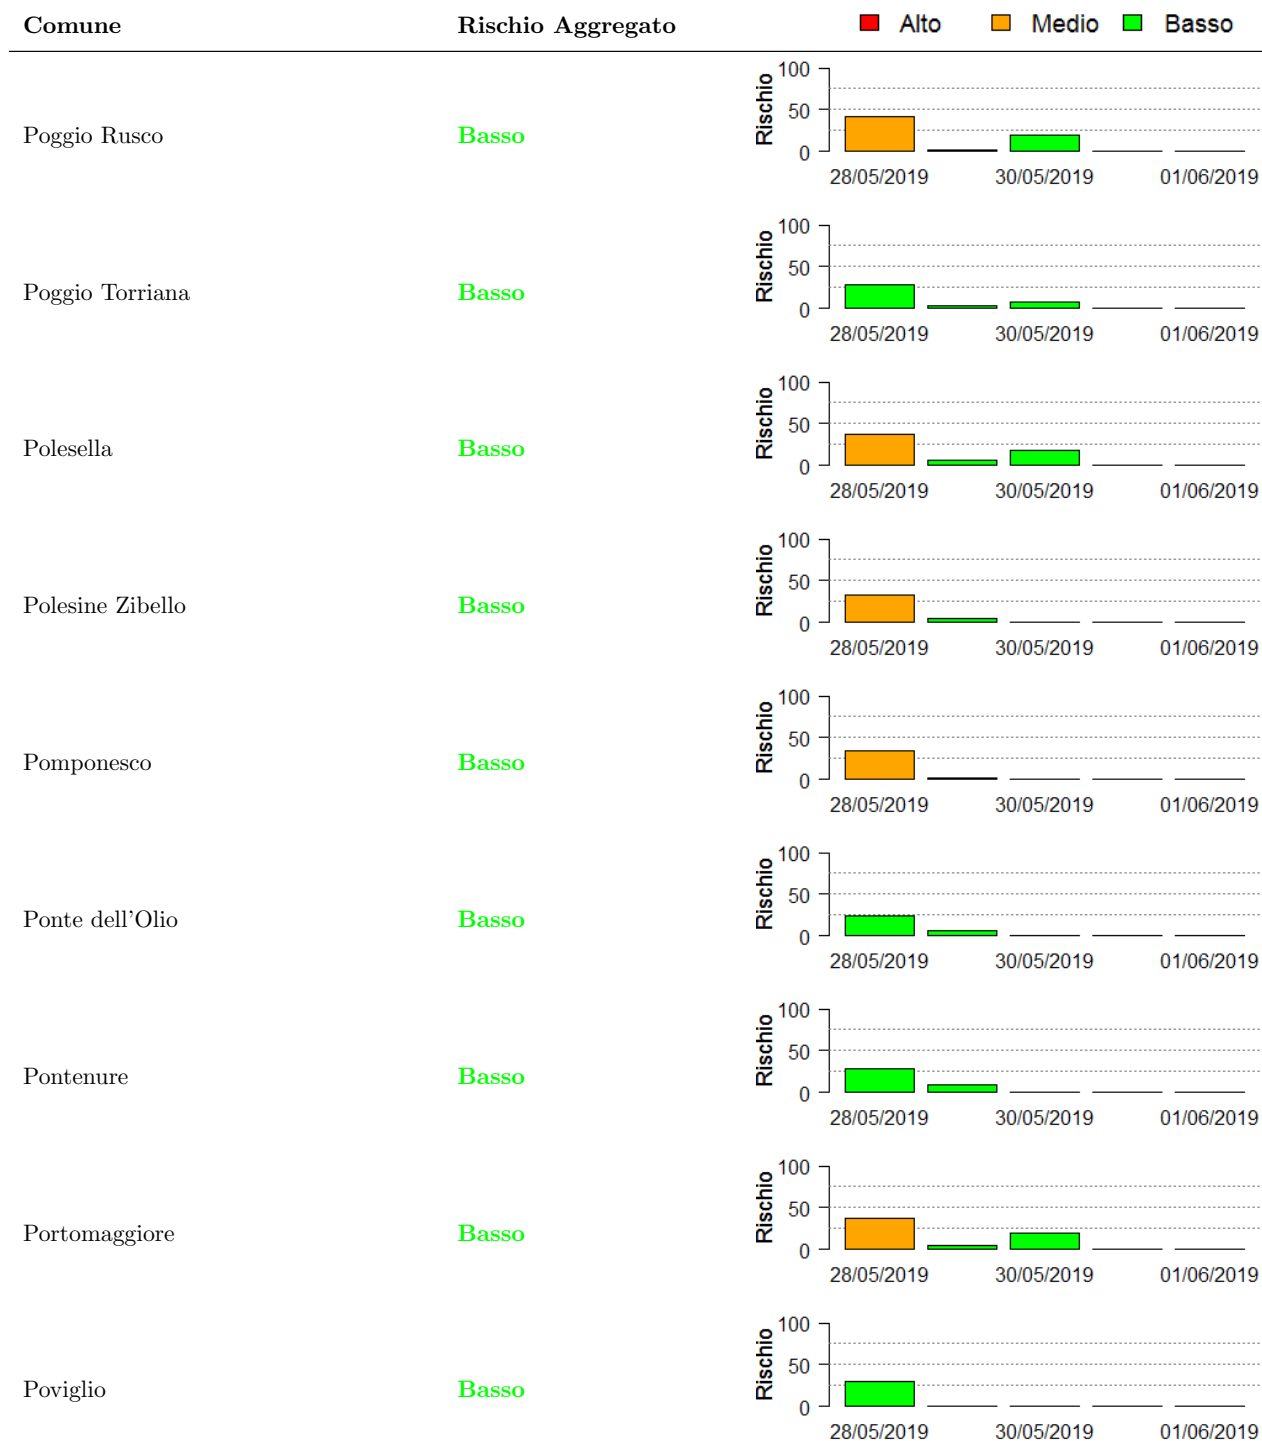 Comune Rischio Aggregato Alto Medio Basso
100
50
0
Rischio
Poggio Rusco Basso
28/05/2019 30/05/2019 01/06/2019
100
50
0
Rischio
Poggio Torriana Basso
28/05/2019 30/05/2019 01/06/2019
100
50
0
Rischio
Polesella Basso
28/05/2019 30/05/2019 01/06/2019
100
50
0
Rischio
Polesine Zibello Basso
28/05/2019 30/05/2019 01/06/2019
100
50
0
Rischio
Pomponesco Basso
28/05/2019 30/05/2019 01/06/2019
100
50
0
Rischio
Ponte dell'Olio Basso
28/05/2019 30/05/2019 01/06/2019
100
50
0
Rischio
Pontenure Basso
28/05/2019 30/05/2019 01/06/2019
100
50
0
Rischio
Portomaggiore Basso
28/05/2019 30/05/2019 01/06/2019
100
50
0
Rischio
Poviglio Basso
28/05/2019 30/05/2019 01/06/2019